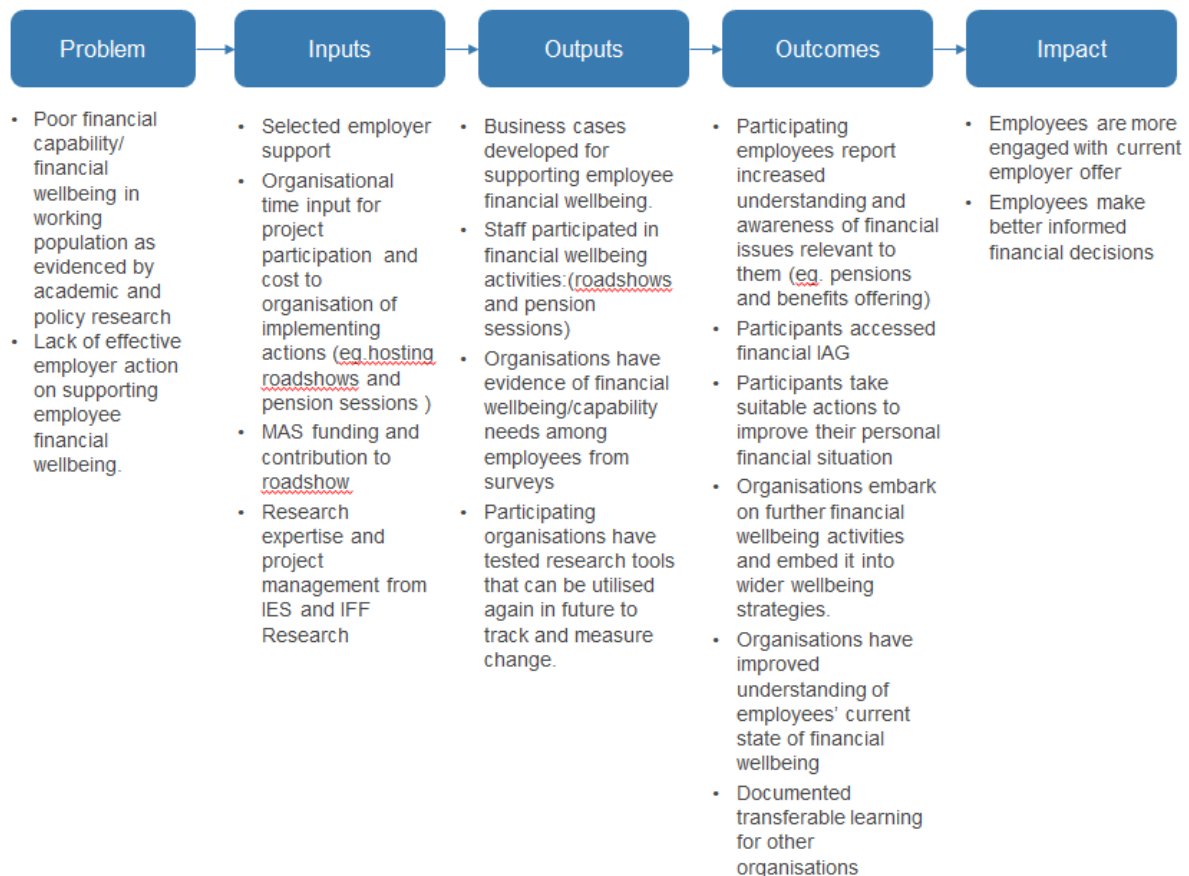 Problem
Inputs
Outputs
Outcomes
Impact
• Poor financial
capability/
financial
wellbeing in
working
population as
evidenced by
academic and
policy research
• Lack of effective
employer action
on supporting
employee
financial
wellbeing.
• Selected employer
support
• Organisational
time input for
project
participation and
cost to
organisation of
implementing
actions (eg.hosting
roadshows and
pension sessions )
• MAS funding and
contribution to
roadshow
• Research
expertise and
project
management from
IES and IFF
Research
• Business cases
developed for
supporting employee
financial wellbeing.
• Staff participated in
financial wellbeing
activities:(roadshows
and pension
sessions)
• Organisations have
evidence of financial
wellbeing/capability
needs among
employees from
surveys
• Participating
organisations have
tested research tools
that can be utilised
again in future to
track and measure
change.
• Participating
employees report
increased
understanding and
awareness of financial
issues relevant to
them (eg. pensions
and benefits offering)
• Participants accessed
financial IAG
• Participants take
suitable actions to
improve their personal
financial situation
• Organisations embark
on further financial
wellbeing activities
and embed it into
wider wellbeing
strategies.
• Organisations have
improved
understanding of
employees’ current
state of financial
wellbeing
• Documented
transferable learning
for other
organisations
• Employees are more
engaged with current
employer offer
• Employees make
better informed
financial decisions